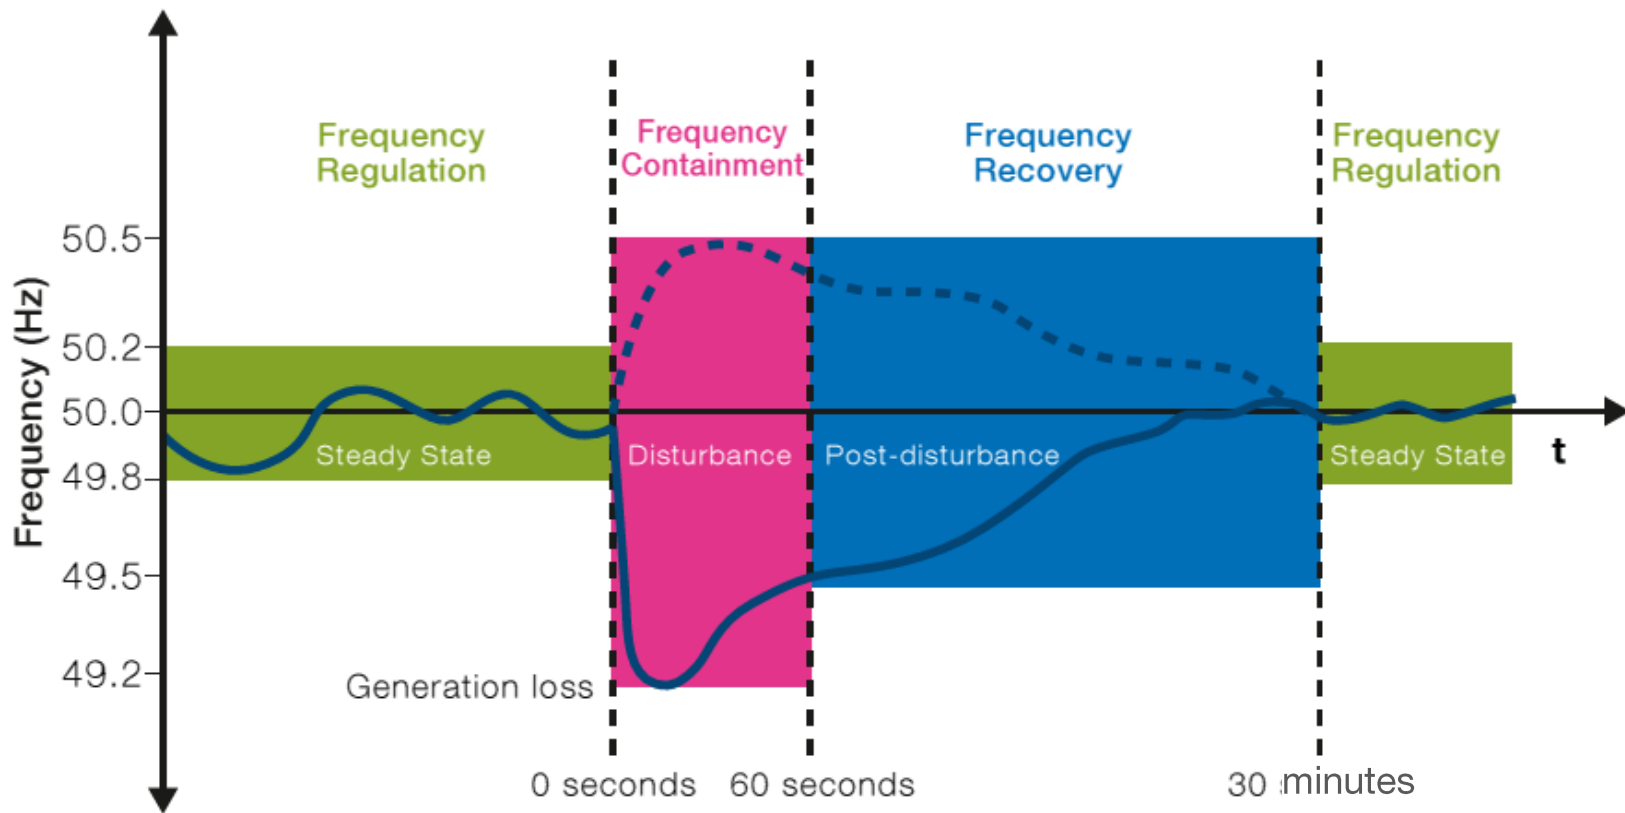 Frequency
Regulation
Frequency
Containment
Frequency
Recovery
Frequency
Regulation
50.5
50.2
50.0
49.8
49.5
49.2
Frequency (Hz)
Steady State
Disturbance
Post-disturbance
Steady State
t
Generation loss
0 seconds
60 seconds
30 minutes